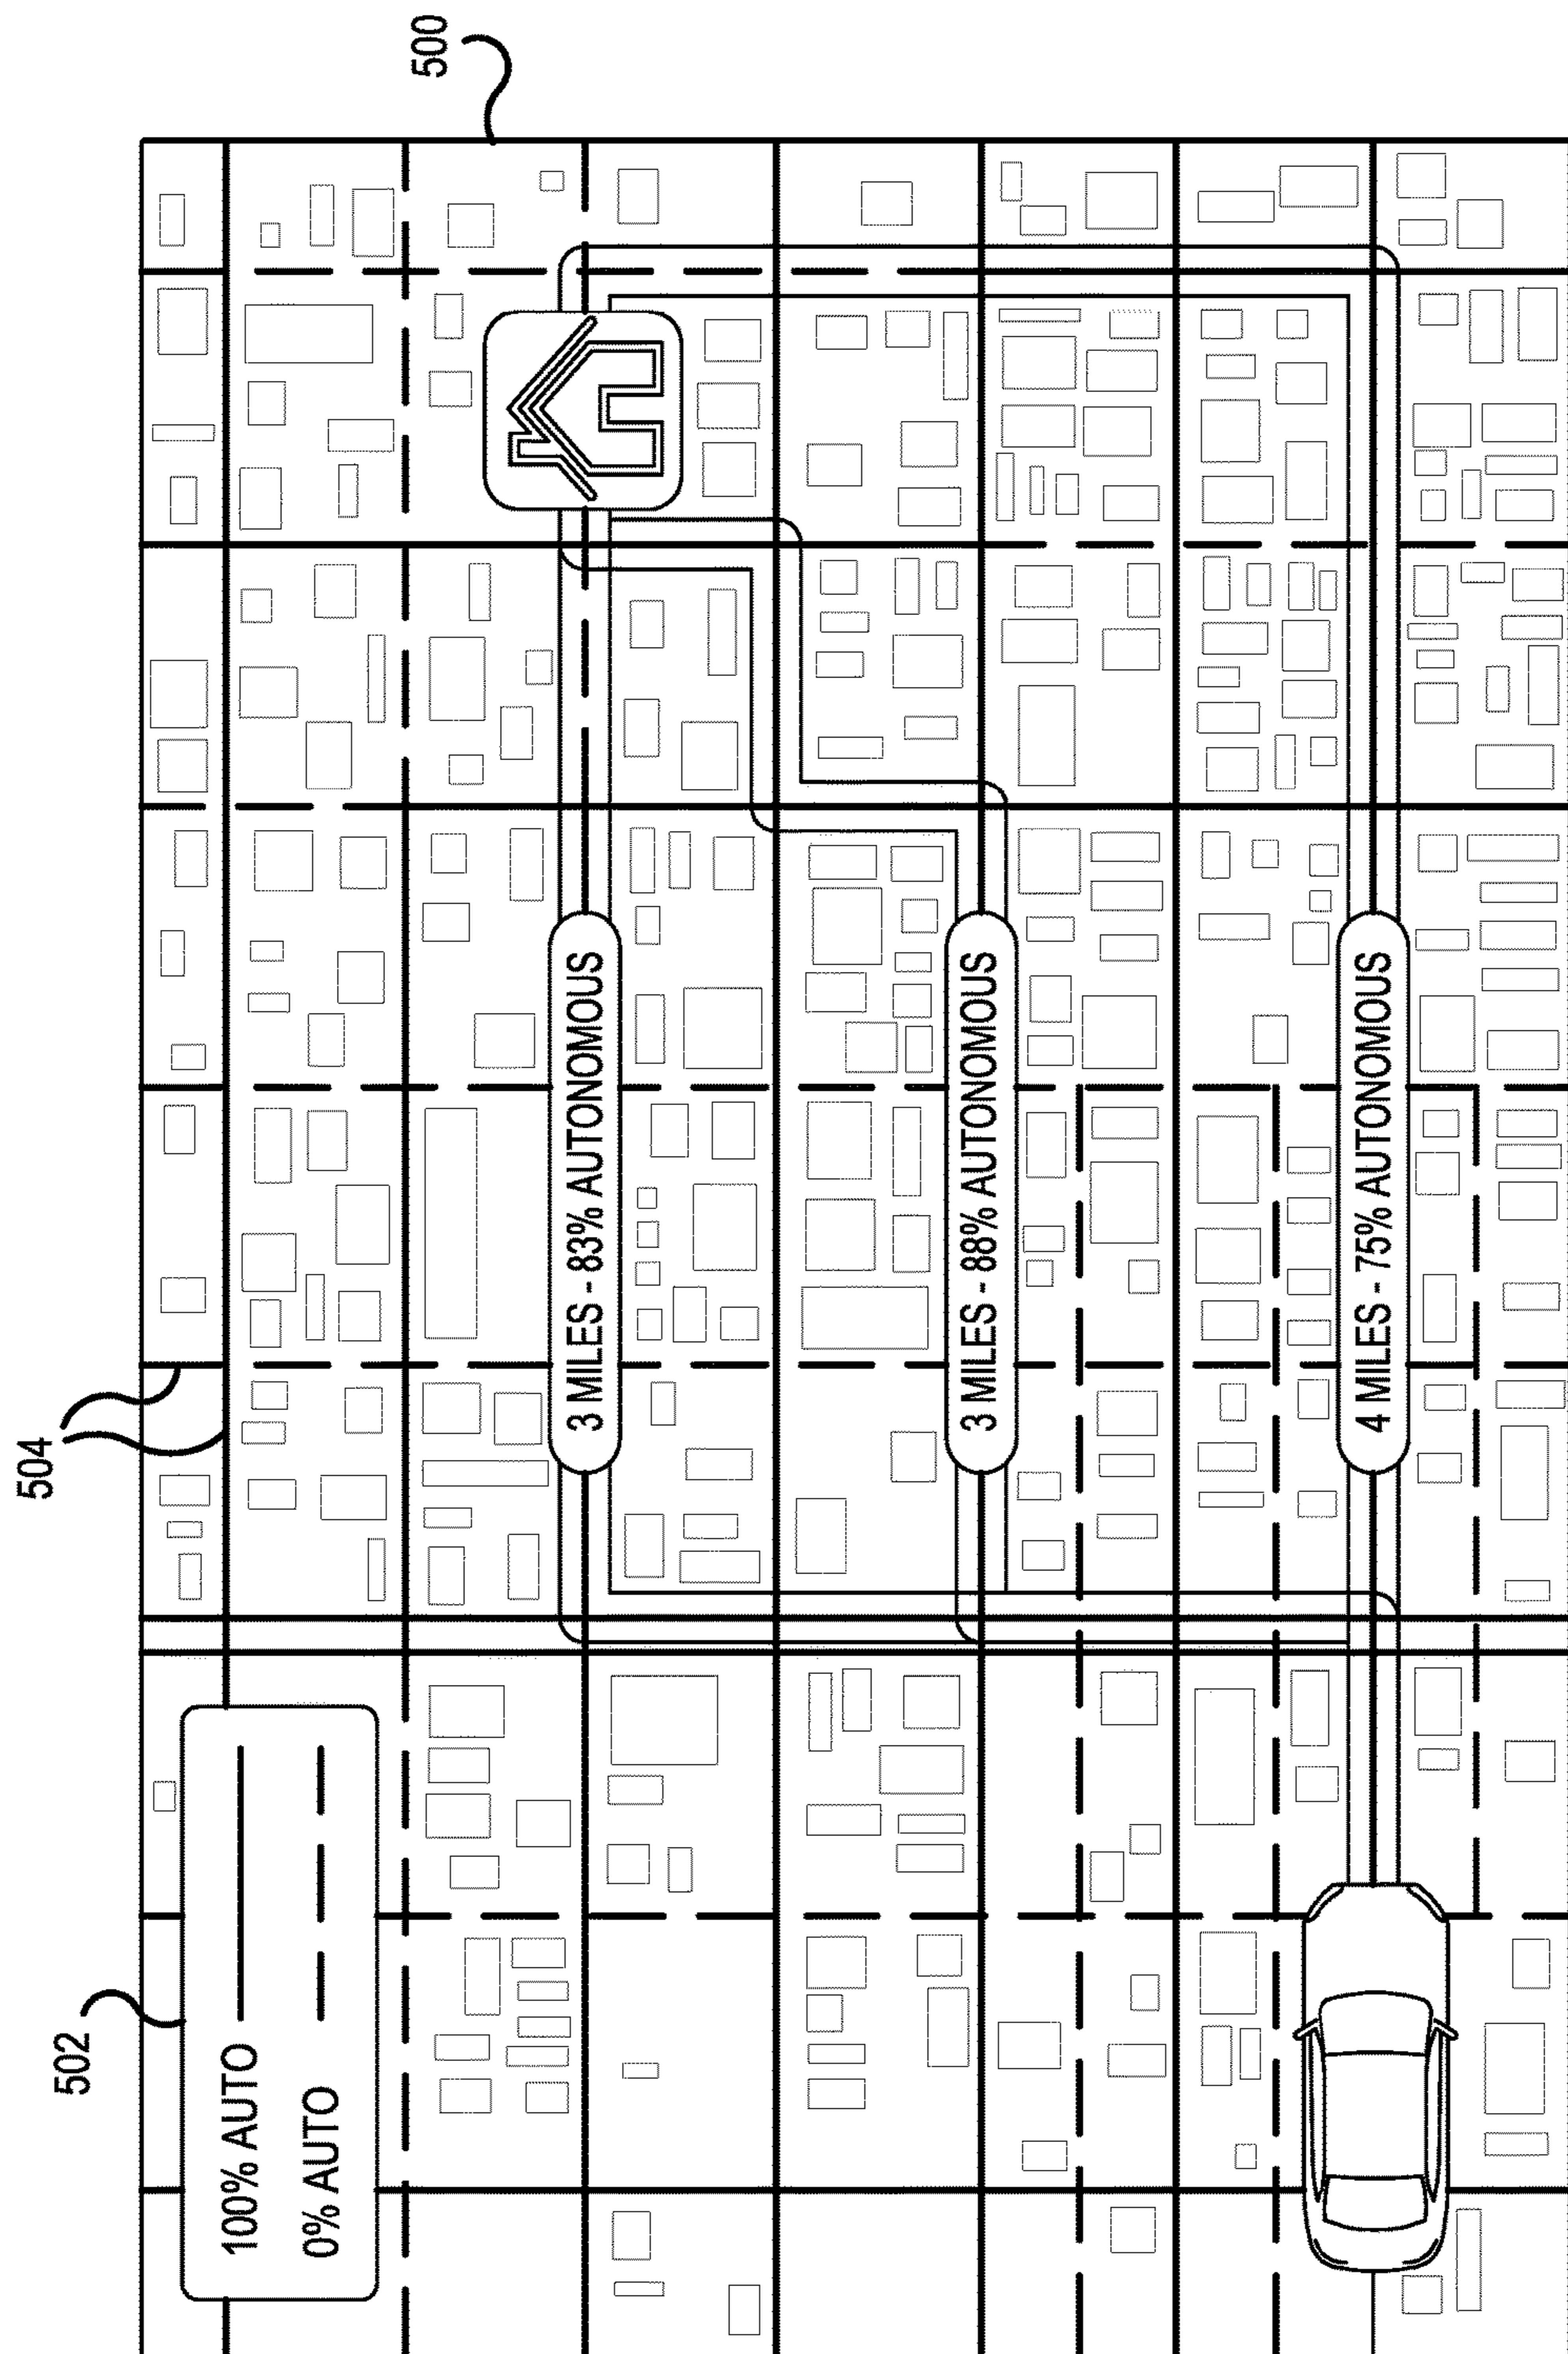 502
504
500
100% AUTO
0% AUTO
3 MILES - 83% AUTONOMOUS
3 MILES - 88% AUTONOMOUS
4 MILES - 75% AUTONOMOUS